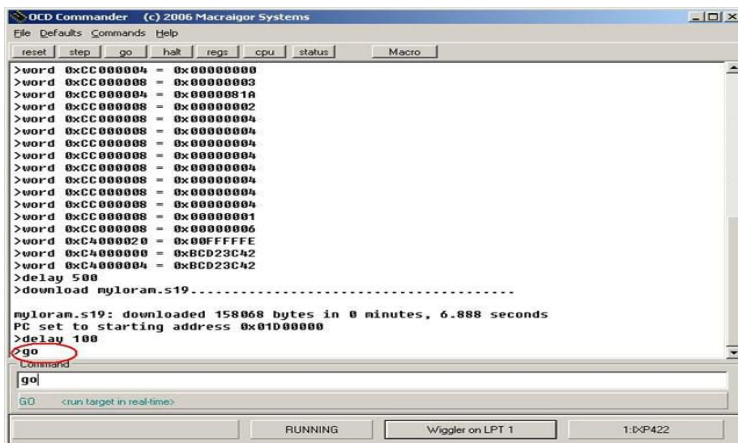 OCD Commander (c) 2006 Macraigor Systems
File Defaults Commands Help
reset step go halt regs cpu status Macro
>word 0xCC000004 = 0x00000000
>word 0xCC000008 = 0x00000003
>word 0xCC000004 = 0x0000081A
>word 0xCC000008 = 0x00000002
>word 0xCC000008 = 0x00000004
>word 0xCC000008 = 0x00000004
>word 0xCC000008 = 0x00000004
>word 0xCC000008 = 0x00000004
>word 0xCC000008 = 0x00000004
>word 0xCC000008 = 0x00000004
>word 0xCC000008 = 0x00000004
>word 0xCC000008 = 0x00000004
>word 0xCC000008 = 0x00000001
>word 0xCC000008 = 0x00000006
>word 0xC4000020 = 0x00FFFFFE
>word 0xC4000000 = 0xBCD23C42
>word 0xC4000004 = 0xBCD23C42
>delay 500
>download myloram.s19.......................................
myloram.s19: downloaded 158068 bytes in 0 minutes, 6.888 seconds
PC set to starting address 0x01D00000
>delay 100
>go
Command
go
GO <run target in real-time>
RUNNING Wiggler on LPT 1 1:IXP422